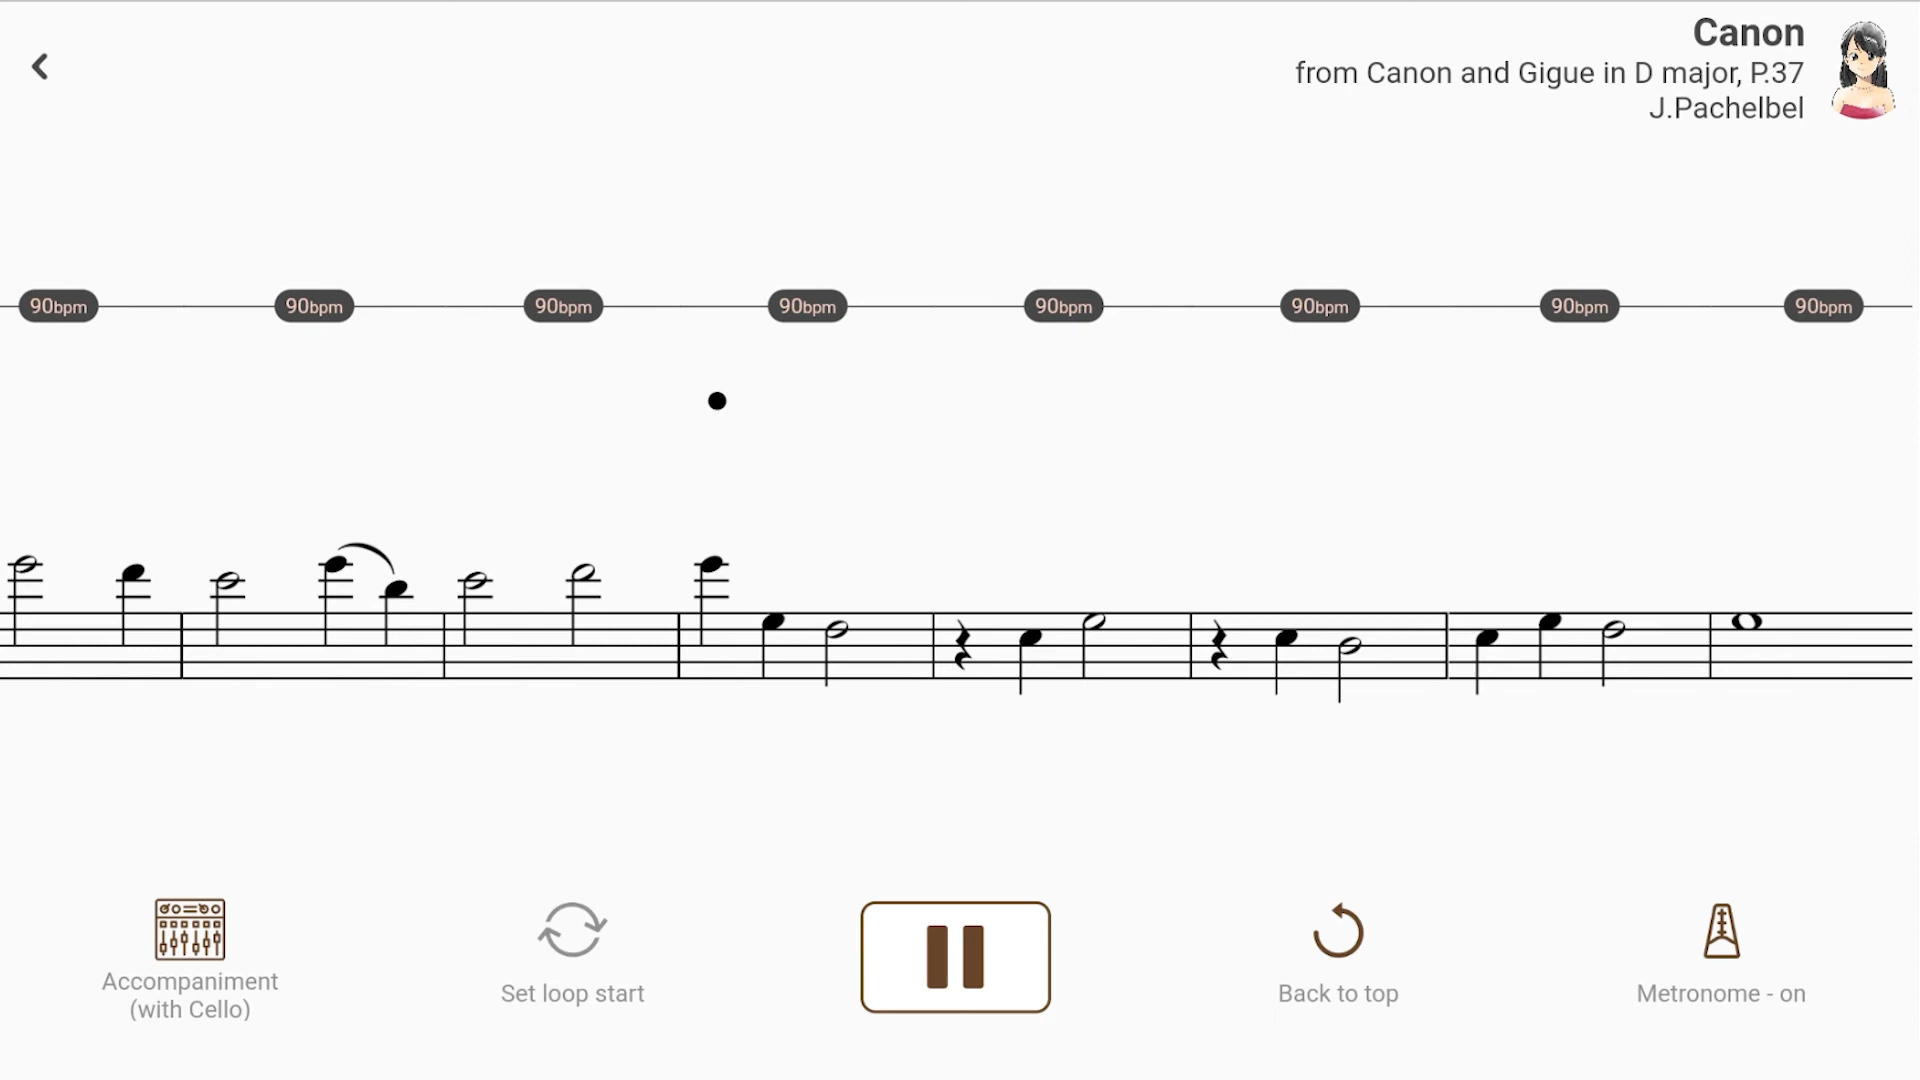 Canon
from Canon and Gigue in D major, P.37
J.Pachelbel
90bpm 90bpm 90bpm 90bpm 90bpm 90bpm 90bpm 90bpm
Accompaniment
(with Cello)
Set loop start
Back to top
Metronome - on